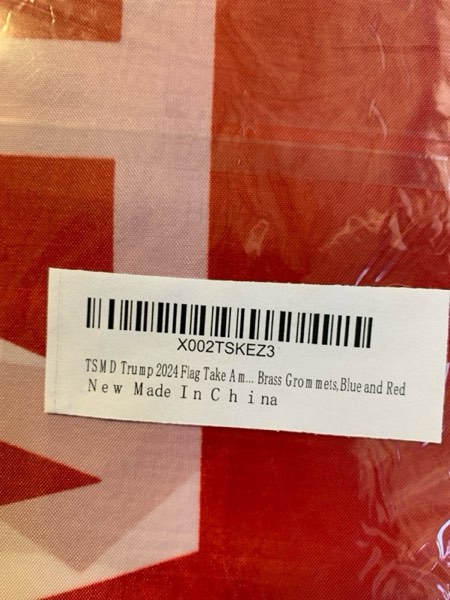 X002TSKEZ3
TSMD Trump 2024 Flag Take Am... Brass Grommets,Blue and Red
New Made In China